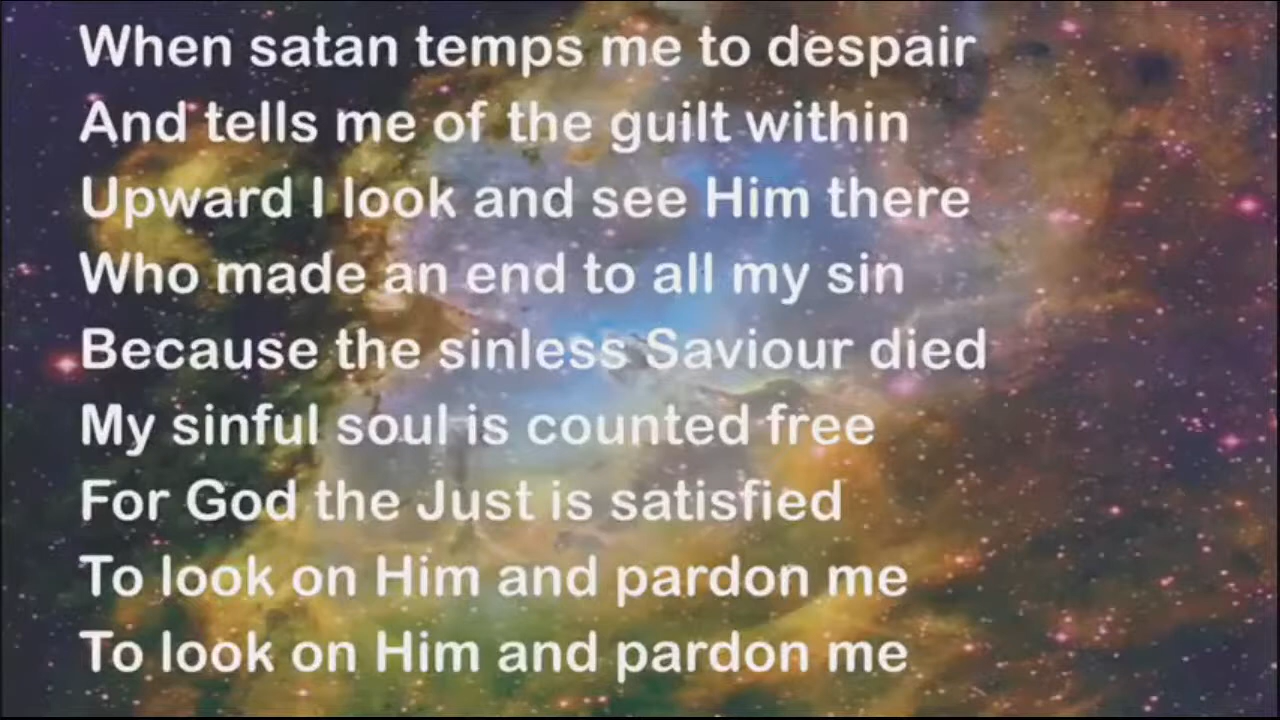 When satan temps me to despair
And tells me of the guilt within
Upward I look and see Him there
Who made an end to all my sin
Because the sinless Saviour died
My sinful soul is counted free
For God the Just is satisfied
To look on Him and pardon me
To look on Him and pardon me